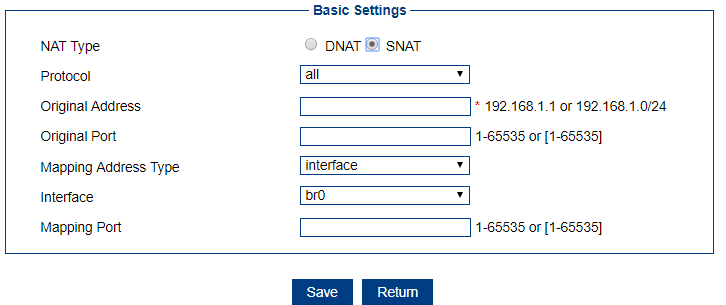 Basic Settings
NAT Type DNAT SNAT
Protocol all
Original Address * 192.168.1.1 or 192.168.1.0/24
Original Port 1-65535 or [1-65535]
Mapping Address Type interface
Interface br0
Mapping Port 1-65535 or [1-65535]
Save Return